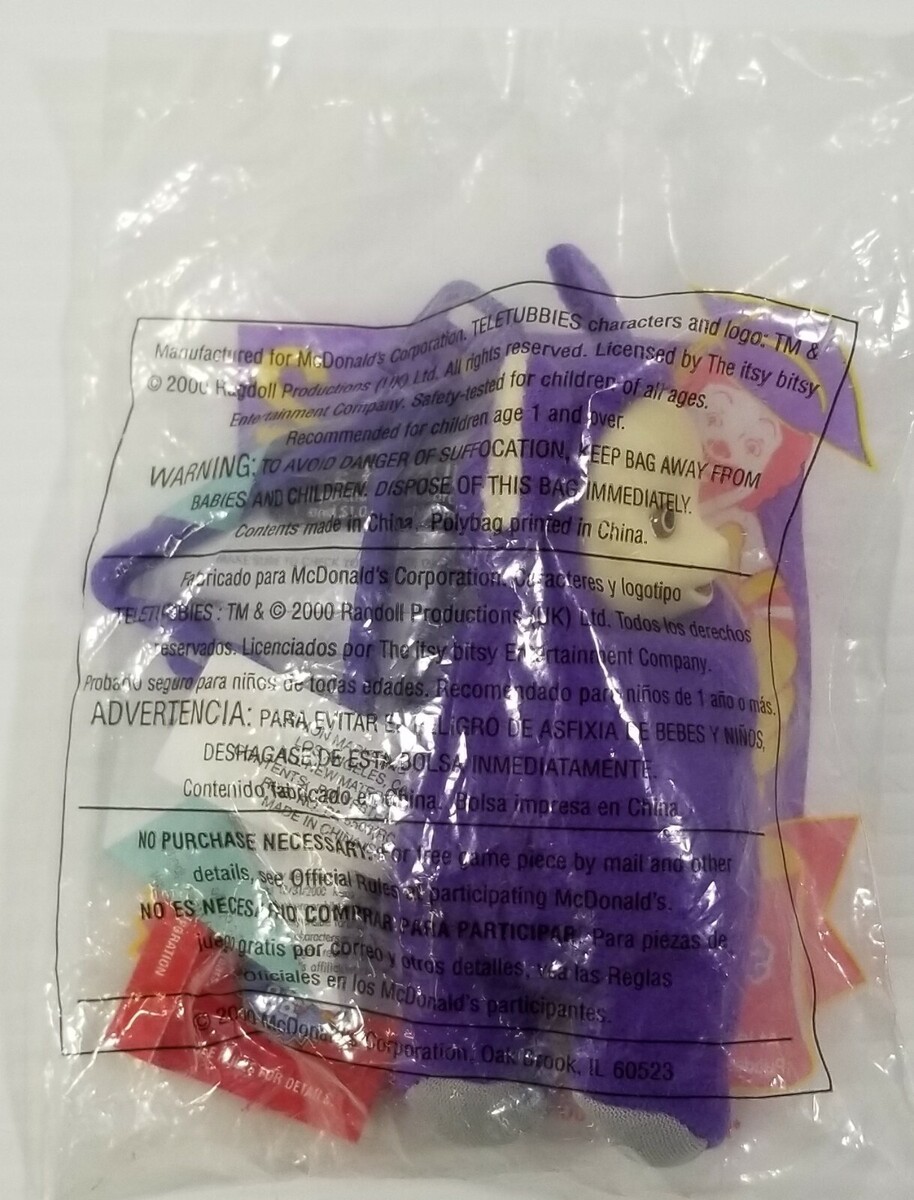 Manufactured for McDonald's Corporation. TELETUBBIES characters and logo: TM &
© 2000 Ragdoll Productions (UK) Ltd. All rights reserved. Licensed by The itsy bitsy
Entertainment Company. Safety-tested for children of all ages.
Recommended for children age 1 and over.
WARNING: TO AVOID DANGER OF SUFFOCATION, KEEP BAG AWAY FROM
BABIES AND CHILDREN. DISPOSE OF THIS BAG IMMEDIATELY.
Contents made in China. Polybag printed in China.
Fabricado para McDonald's Corporation. Caracteres y logotipo
TELETUBBIES: TM & © 2000 Ragdoll Productions (UK) Ltd. Todos los derechos
reservados. Licenciados por The itsy bitsy Entertainment Company.
Probado seguro para niños de todas edades. Recomendado para niños de 1 año o más.
ADVERTENCIA: PARA EVITAR EL PELIGRO DE ASFIXIA DE BEBES Y NIÑOS,
DESHAGASE DE ESTA BOLSA INMEDIATAMENTE.
Contenido fabricado en China. Bolsa impresa en China.
NO PURCHASE NECESSARY. For free game piece by mail and other
details, see Official Rules at participating McDonald's.
NO ES NECESARIO COMPRAR PARA PARTICIPAR. Para piezas de
juego gratis por correo y otros detalles, vea las Reglas
oficiales en los McDonald's participantes.
© 2000 McDonald's Corporation, Oak Brook, IL 60523
LOS ANGELES, CA
MADE IN CHINA
FOR DETAILS